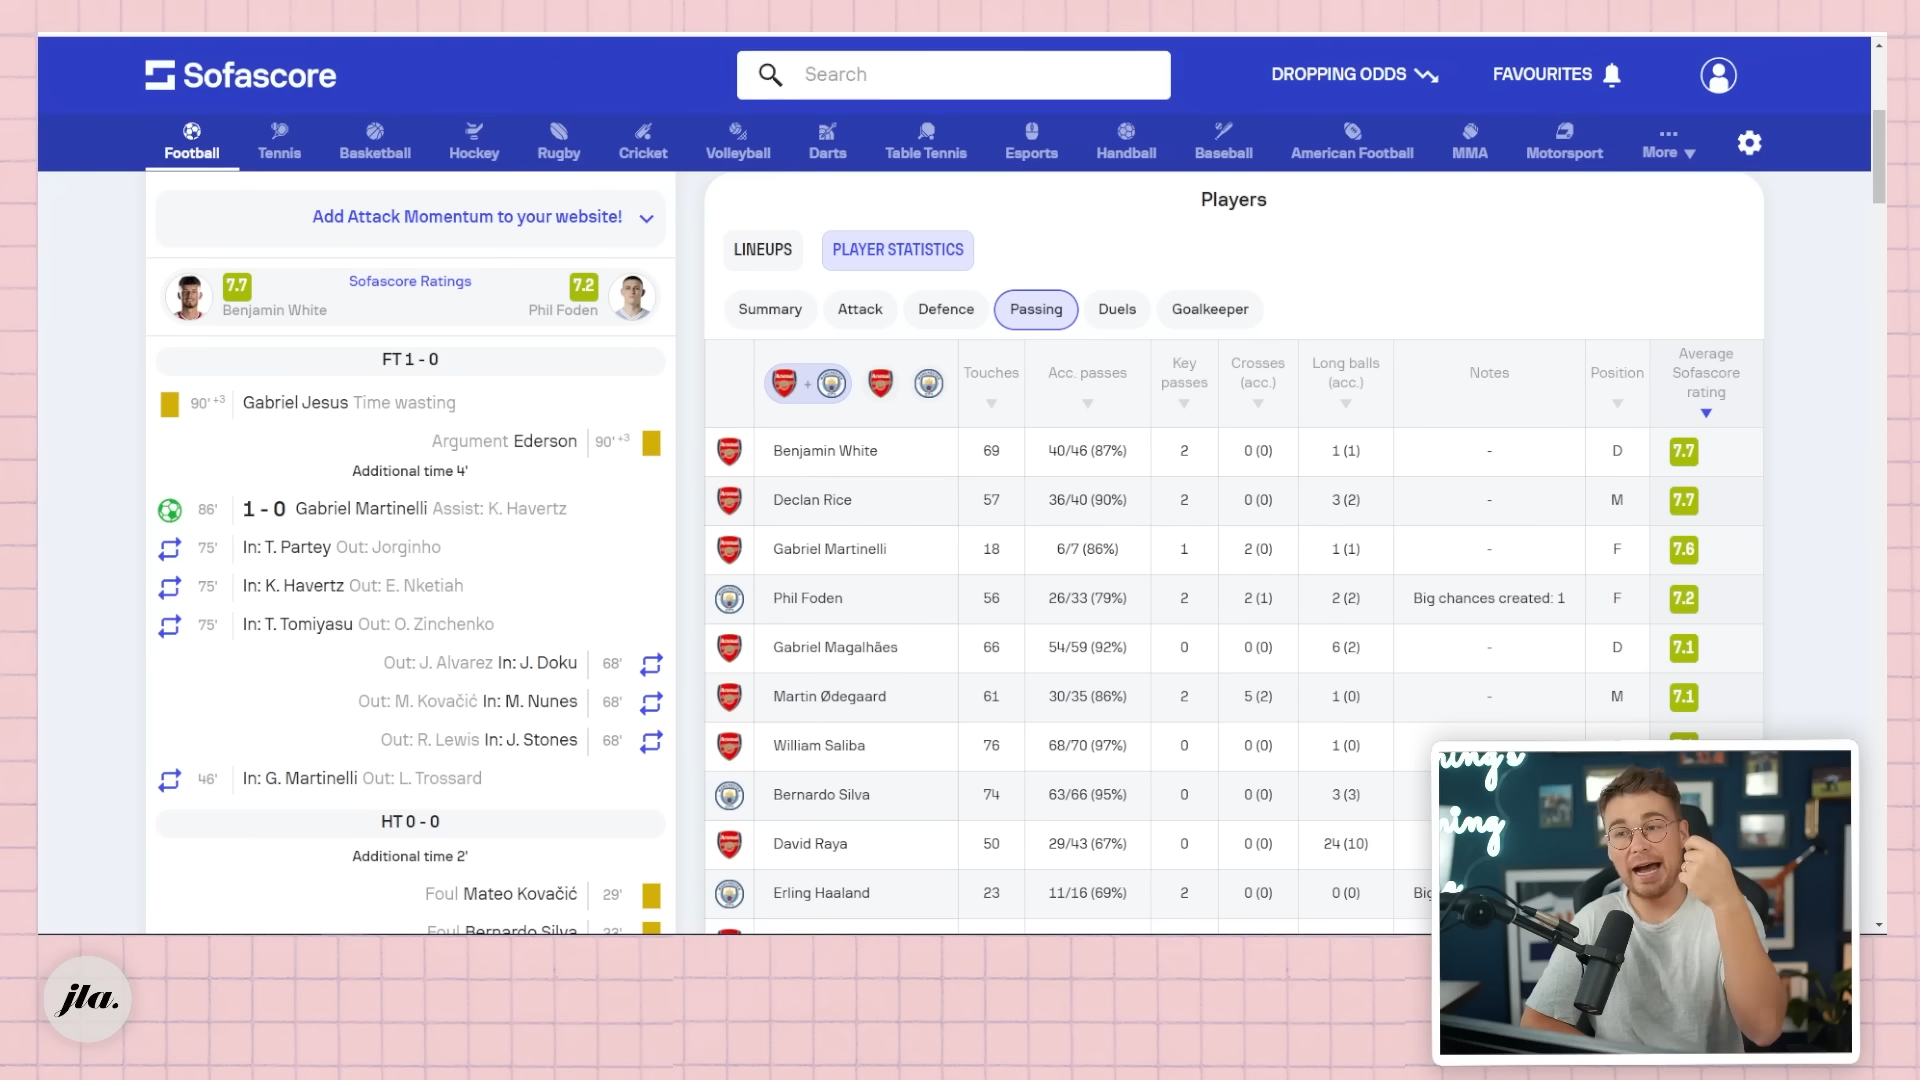 Sofascore
Search
DROPPING ODDS
FAVOURITES
Football
Tennis
Basketball
Hockey
Rugby
Cricket
Volleyball
Darts
Table Tennis
Esports
Handball
Baseball
American Football
MMA
Motorsport
More
Add Attack Momentum to your website!
7.7
Sofascore Ratings
7.2
Benjamin White
Phil Foden
FT 1 - 0
90' +3 Gabriel Jesus Time wasting
Argument Ederson 90' +3
Additional time 4'
86' 1 - 0 Gabriel Martinelli Assist: K. Havertz
75' In: T. Partey Out: Jorginho
75' In: K. Havertz Out: E. Nketiah
75' In: T. Tomiyasu Out: O. Zinchenko
Out: J. Alvarez In: J. Doku 68'
Out: M. Kovačić In: M. Nunes 68'
Out: R. Lewis In: J. Stones 68'
46' In: G. Martinelli Out: L. Trossard
HT 0 - 0
Additional time 2'
Foul Mateo Kovačić 29'
Foul Bernardo Silva 23'
Players
LINEUPS
PLAYER STATISTICS
Summary
Attack
Defence
Passing
Duels
Goalkeeper
+
Touches
Acc. passes
Key passes
Crosses (acc.)
Long balls (acc.)
Notes
Position
Average Sofascore rating
Benjamin White 69 40/46 (87%) 2 0 (0) 1 (1) - D 7.7
Declan Rice 57 36/40 (90%) 2 0 (0) 3 (2) - M 7.7
Gabriel Martinelli 18 6/7 (86%) 1 2 (0) 1 (1) - F 7.6
Phil Foden 56 26/33 (79%) 2 2 (1) 2 (2) Big chances created: 1 F 7.2
Gabriel Magalhães 66 54/59 (92%) 0 0 (0) 6 (2) - D 7.1
Martin Ødegaard 61 30/35 (86%) 2 5 (2) 1 (0) - M 7.1
William Saliba 76 68/70 (97%) 0 0 (0) 1 (0)
Bernardo Silva 74 63/66 (95%) 0 0 (0) 3 (3)
David Raya 50 29/43 (67%) 0 0 (0) 24 (10)
Erling Haaland 23 11/16 (69%) 2 0 (0) 0 (0)
jla.